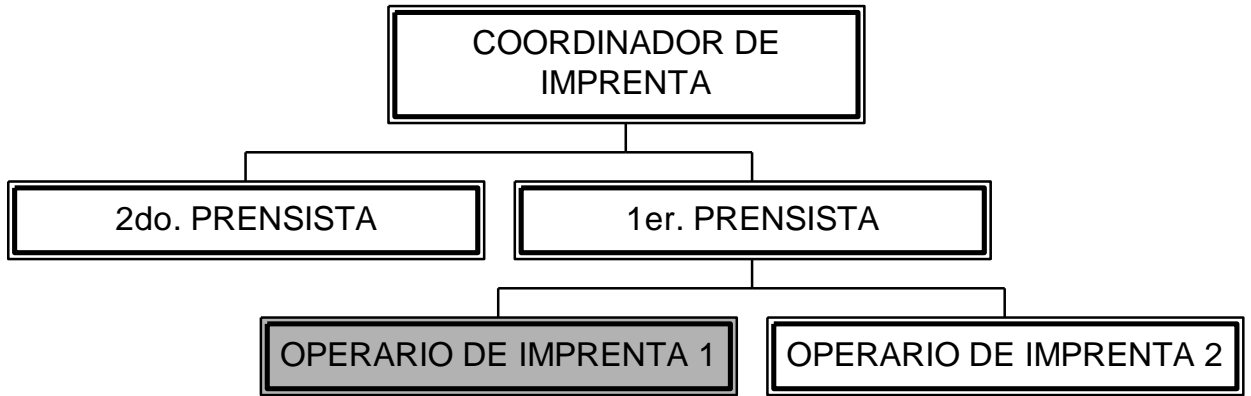 COORDINADOR DE
IMPRENTA
2do. PRENSISTA
1er. PRENSISTA
OPERARIO DE IMPRENTA 1
OPERARIO DE IMPRENTA 2